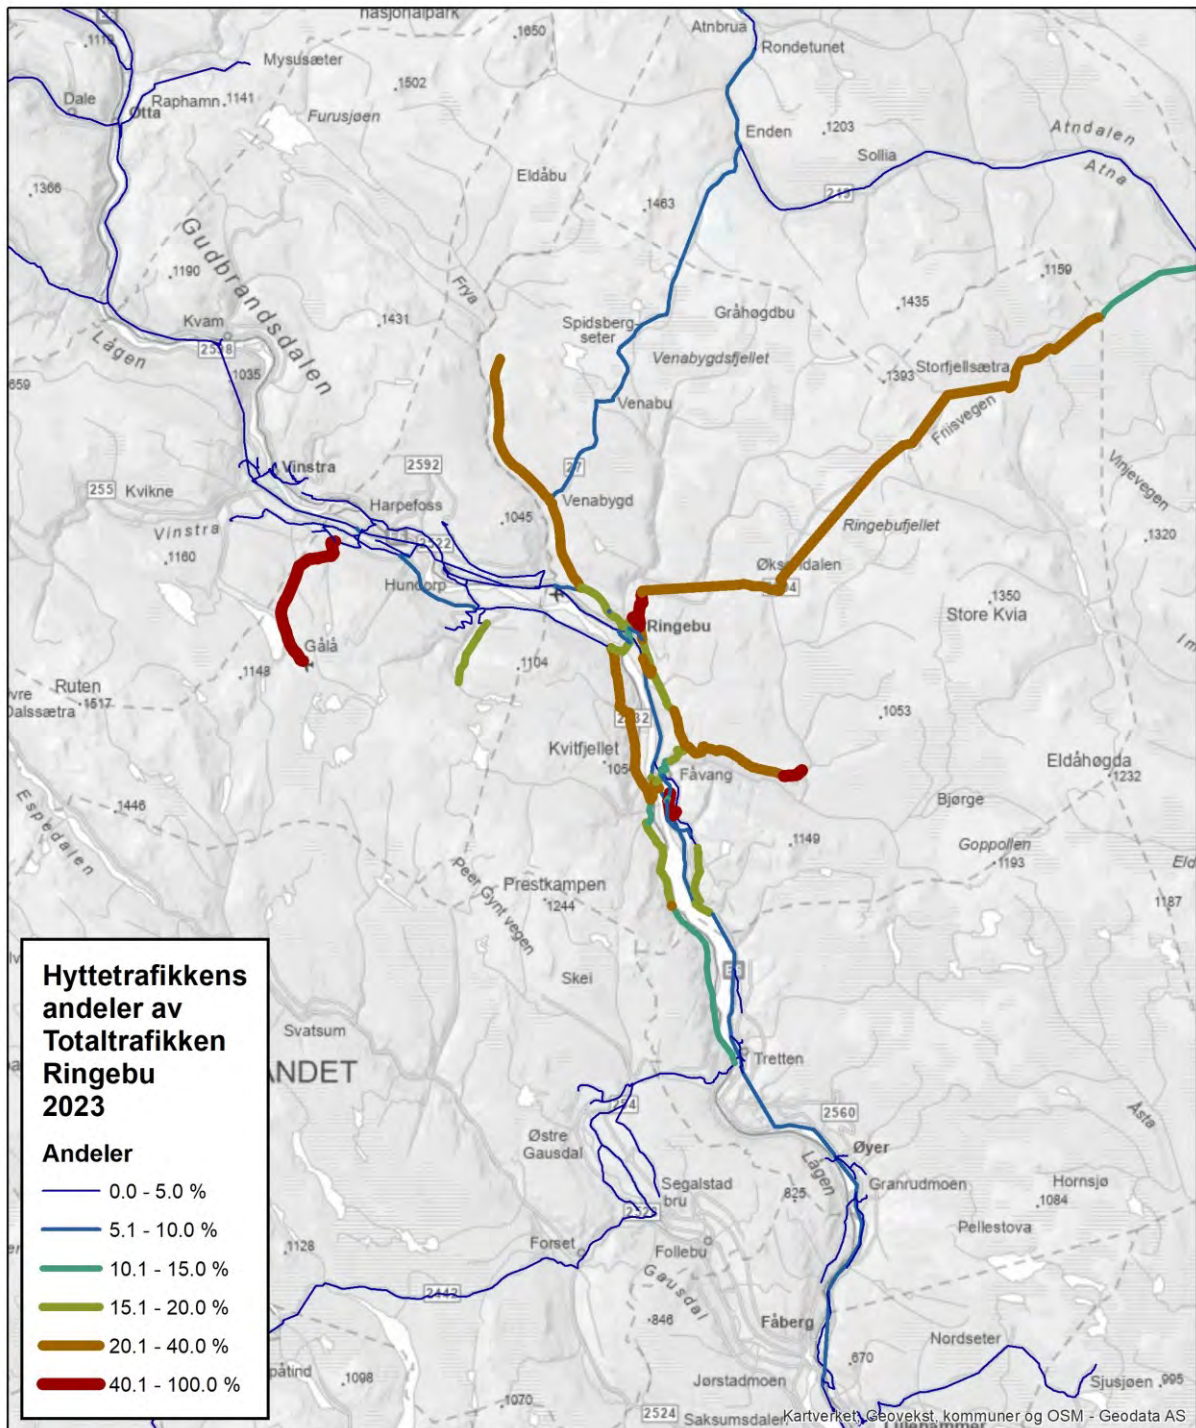 nasjonalpark
1650
Atnbrua
Rondetunet
Mysusæter
1502
Dale
Raphamn
1141
Otta
Furusjøen
Enden
1203
Atndalen
Sollia
Atna
219
Eldåbu
1366
1463
Gudbrandsdalen
1190
Frya
1159
1435
Gråhøgdbu
Kvam
1431
Spidsberg-
seter
Lågen
2538
Venabygdsfjellet
Storfjellsætra
1393
659
1035
Venabu
Friisvegen
Vinstra
2592
27
Vinjevegen
255
Kvikne
Harpefoss
Venabygd
1045
Ringebufjellet
Vinstra
1320
1160
2522
Øksendalen
Hundorp
1350
Store Kvia
Ringebu
Gålå
1148
1104
Ruten
1517
Dalssætra
1053
Kvitfjellet
Fåvang
Eldåhøgda
1232
1446
Bjørge
Espedalen
1149
Goppollen
1193
Peer Gynt vegen
Prestkampen
1244
1187
Skei
Hyttetrafikkens
andeler av
Totaltrafikken
Ringebu
2023
Andeler
0.0 - 5.0 %
5.1 - 10.0 %
10.1 - 15.0 %
15.1 - 20.0 %
20.1 - 40.0 %
40.1 - 100.0 %
Svatsum
ANDET
Tretten
254
2560
Åsta
Østre
Gausdal
Øyer
Lågen
Segalstad
bru
Granrudmoen
Hornsjø
825
1084
Pellestova
1128
Forset
Follebu
Gausdal
2442
846
Fåberg
Nordseter
670
1098
Jørstadmoen
Sjusjøen
995
1070
2524
Saksumsdalen
Kartverket, Geovekst, kommuner og OSM - Geodata AS